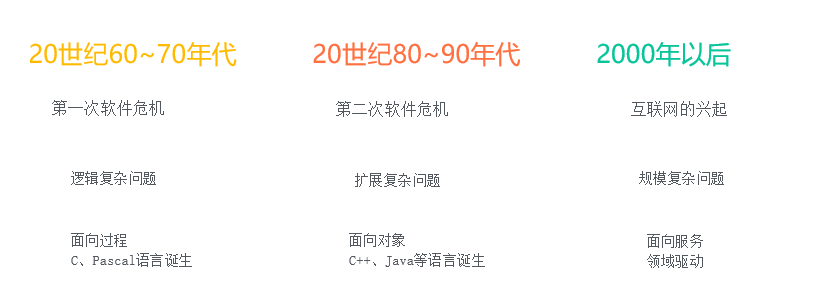 20世纪60~70年代
20世纪80~90年代
2000年以后
第一次软件危机
第二次软件危机
互联网的兴起
逻辑复杂问题
扩展复杂问题
规模复杂问题
面向过程
面向对象
面向服务
C、Pascal语言诞生
C++、Java等语言诞生
领域驱动